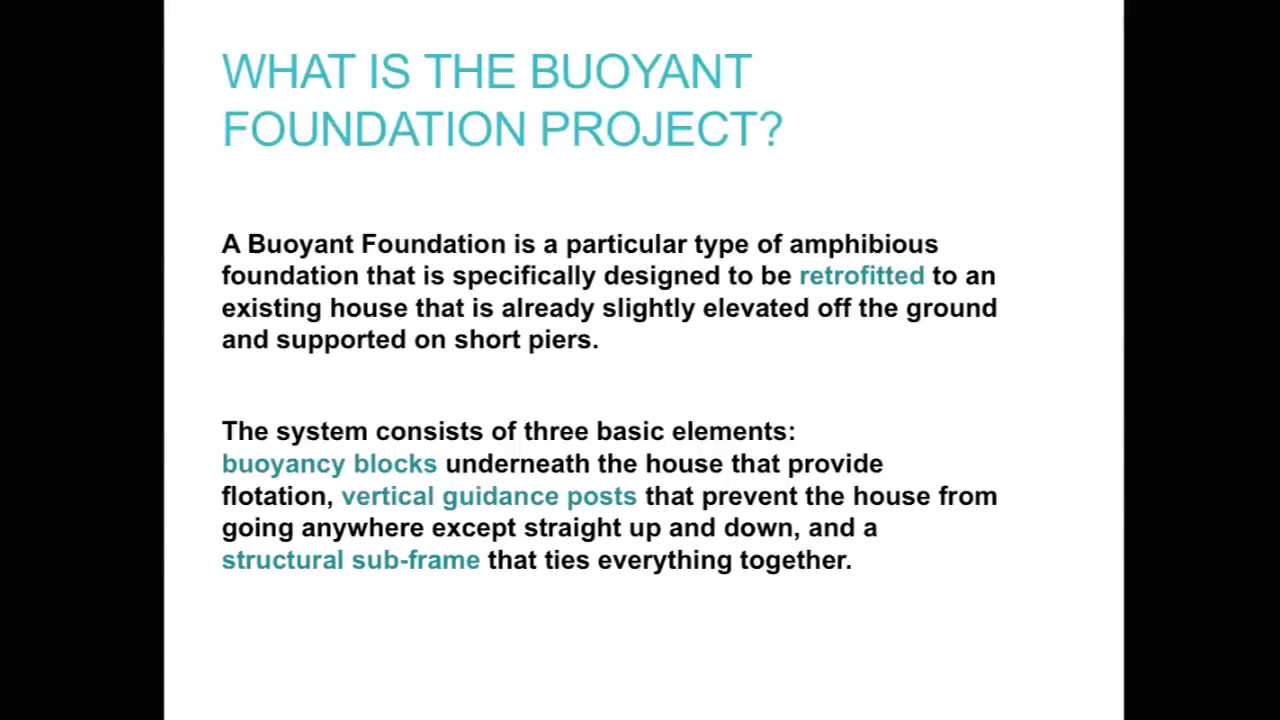 WHAT IS THE BUOYANT
FOUNDATION PROJECT?
A Buoyant Foundation is a particular type of amphibious
foundation that is specifically designed to be retrofitted to an
existing house that is already slightly elevated off the ground
and supported on short piers.
The system consists of three basic elements:
buoyancy blocks underneath the house that provide
flotation, vertical guidance posts that prevent the house from
going anywhere except straight up and down, and a
structural sub-frame that ties everything together.